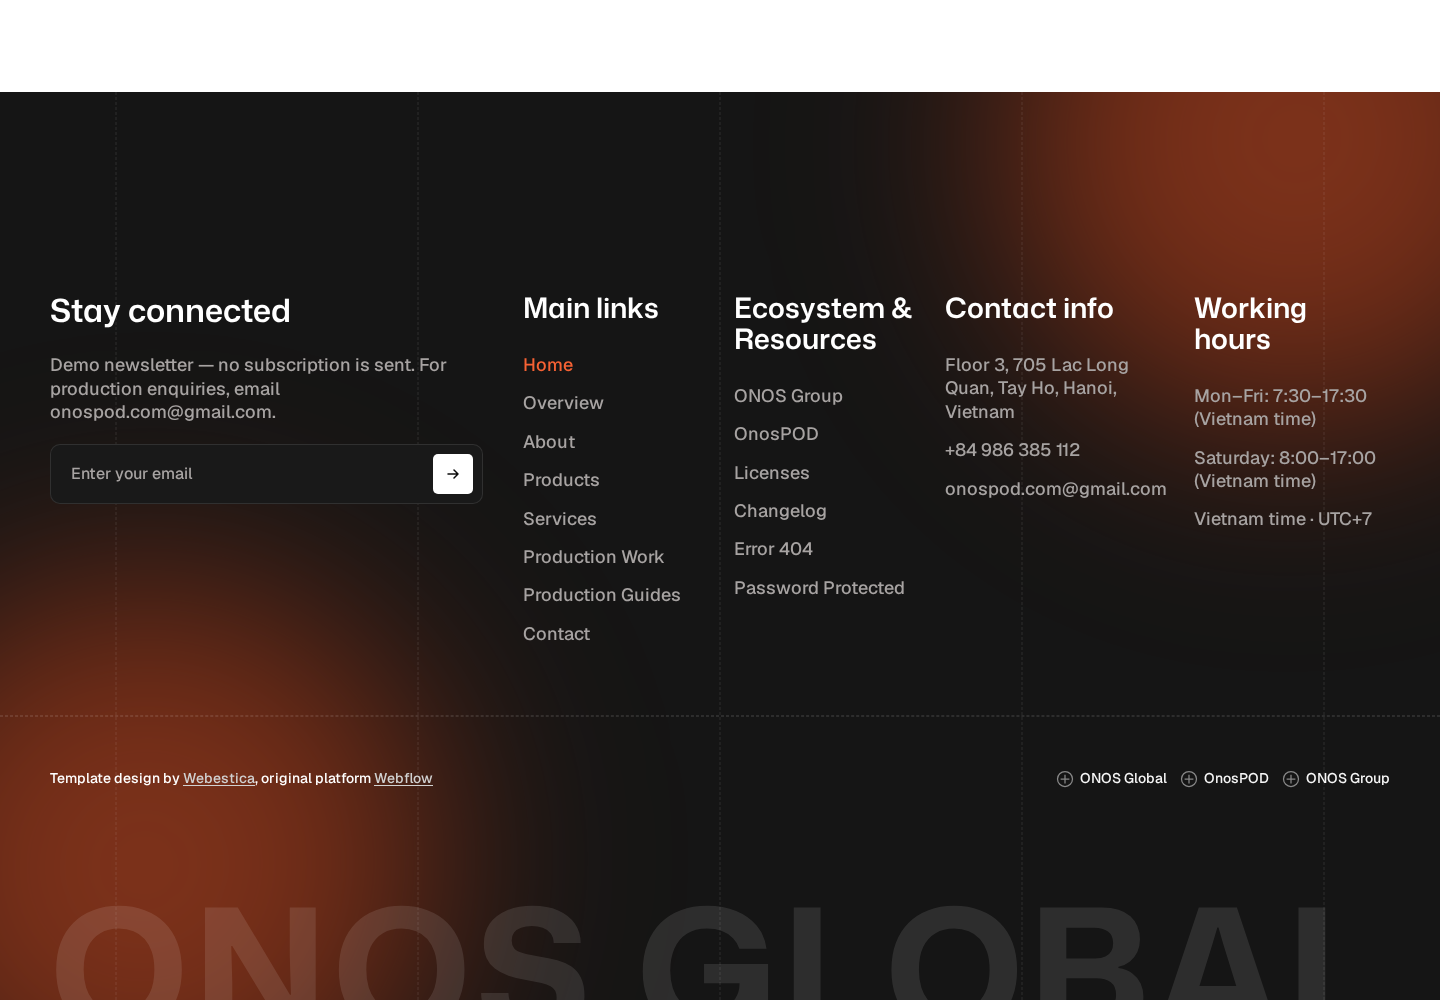 Stay connected
Demo newsletter — no subscription is sent. For
production enquiries, email
onospod.com@gmail.com.
Enter your email
Main links
Home
Overview
About
Products
Services
Production Work
Production Guides
Contact
Ecosystem &
Resources
ONOS Group
OnosPOD
Licenses
Changelog
Error 404
Password Protected
Contact info
Floor 3, 705 Lac Long
Quan, Tay Ho, Hanoi,
Vietnam
+84 986 385 112
onospod.com@gmail.com
Working
hours
Mon–Fri: 7:30–17:30
(Vietnam time)
Saturday: 8:00–17:00
(Vietnam time)
Vietnam time · UTC+7
Template design by Webestica, original platform Webflow
ONOS Global
OnosPOD
ONOS Group
ONOS GLOBAL